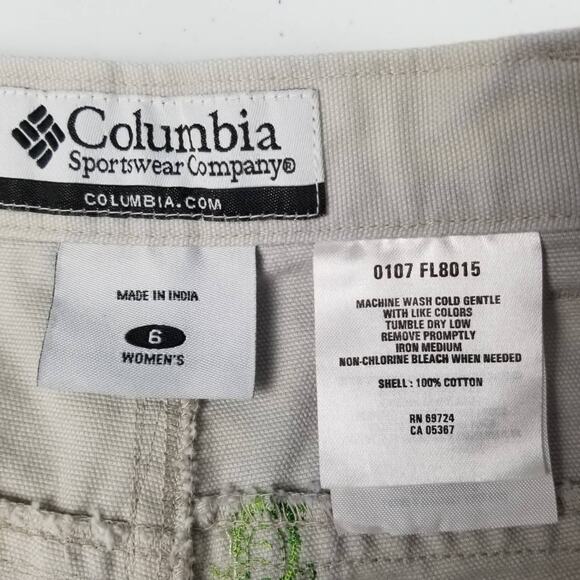 Columbia
Sportswear Company®
COLUMBIA.COM
MADE IN INDIA
6
WOMEN'S
0107 FL8015
MACHINE WASH COLD GENTLE
WITH LIKE COLORS
TUMBLE DRY LOW
REMOVE PROMPTLY
IRON MEDIUM
NON-CHLORINE BLEACH WHEN NEEDED
SHELL: 100% COTTON
RN 69724
CA 05367